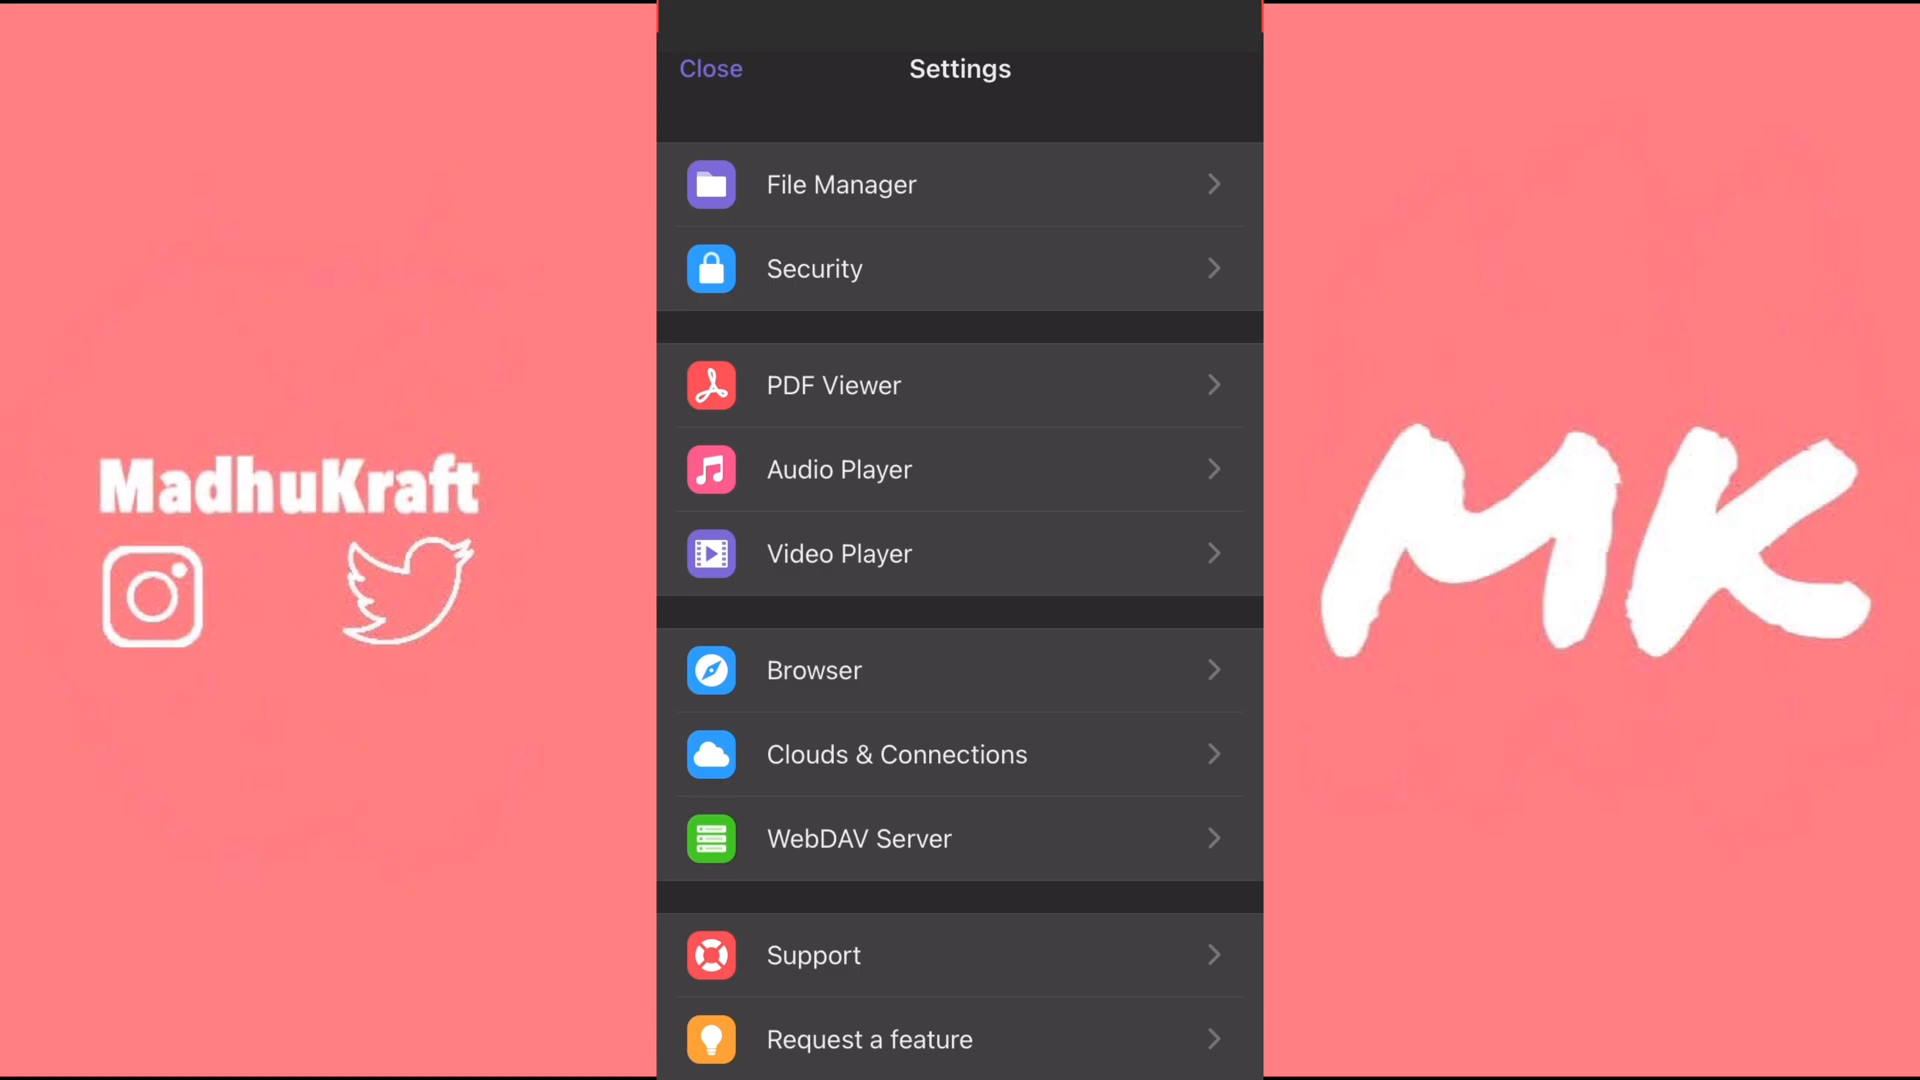 Close
Settings
File Manager
Security
PDF Viewer
Audio Player
Video Player
Browser
Clouds & Connections
WebDAV Server
Support
Request a feature
MadhuKraft
MK